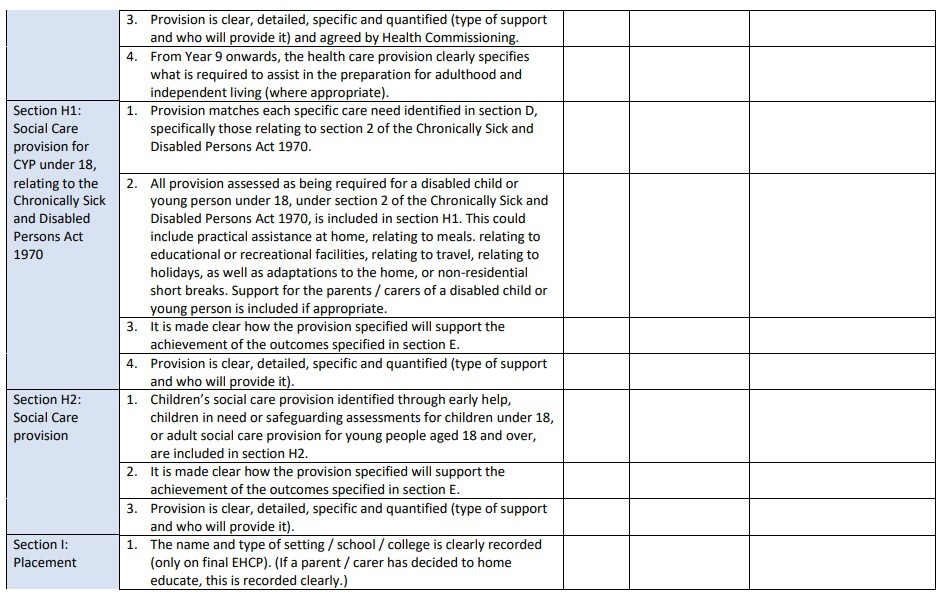 3. Provision is clear, detailed, specific and quantified (type of support
and who will provide it) and agreed by Health Commissioning.
4. From Year 9 onwards, the health care provision clearly specifies
what is required to assist in the preparation for adulthood and
independent living (where appropriate).
Section H1:
Social Care
provision for
CYP under 18,
relating to the
Chronically Sick
and Disabled
Persons Act
1970
1. Provision matches each specific care need identified in section D,
specifically those relating to section 2 of the Chronically Sick and
Disabled Persons Act 1970.
2. All provision assessed as being required for a disabled child or
young person under 18, under section 2 of the Chronically Sick and
Disabled Persons Act 1970, is included in section H1. This could
include practical assistance at home, relating to meals. relating to
educational or recreational facilities, relating to travel, relating to
holidays, as well as adaptations to the home, or non-residential
short breaks. Support for the parents / carers of a disabled child or
young person is included if appropriate.
3. It is made clear how the provision specified will support the
achievement of the outcomes specified in section E.
4. Provision is clear, detailed, specific and quantified (type of support
and who will provide it).
Section H2:
Social Care
provision
1. Children’s social care provision identified through early help,
children in need or safeguarding assessments for children under 18,
or adult social care provision for young people aged 18 and over,
are included in section H2.
2. It is made clear how the provision specified will support the
achievement of the outcomes specified in section E.
3. Provision is clear, detailed, specific and quantified (type of support
and who will provide it).
Section I:
Placement
1. The name and type of setting / school / college is clearly recorded
(only on final EHCP). (If a parent / carer has decided to home
educate, this is recorded clearly.)